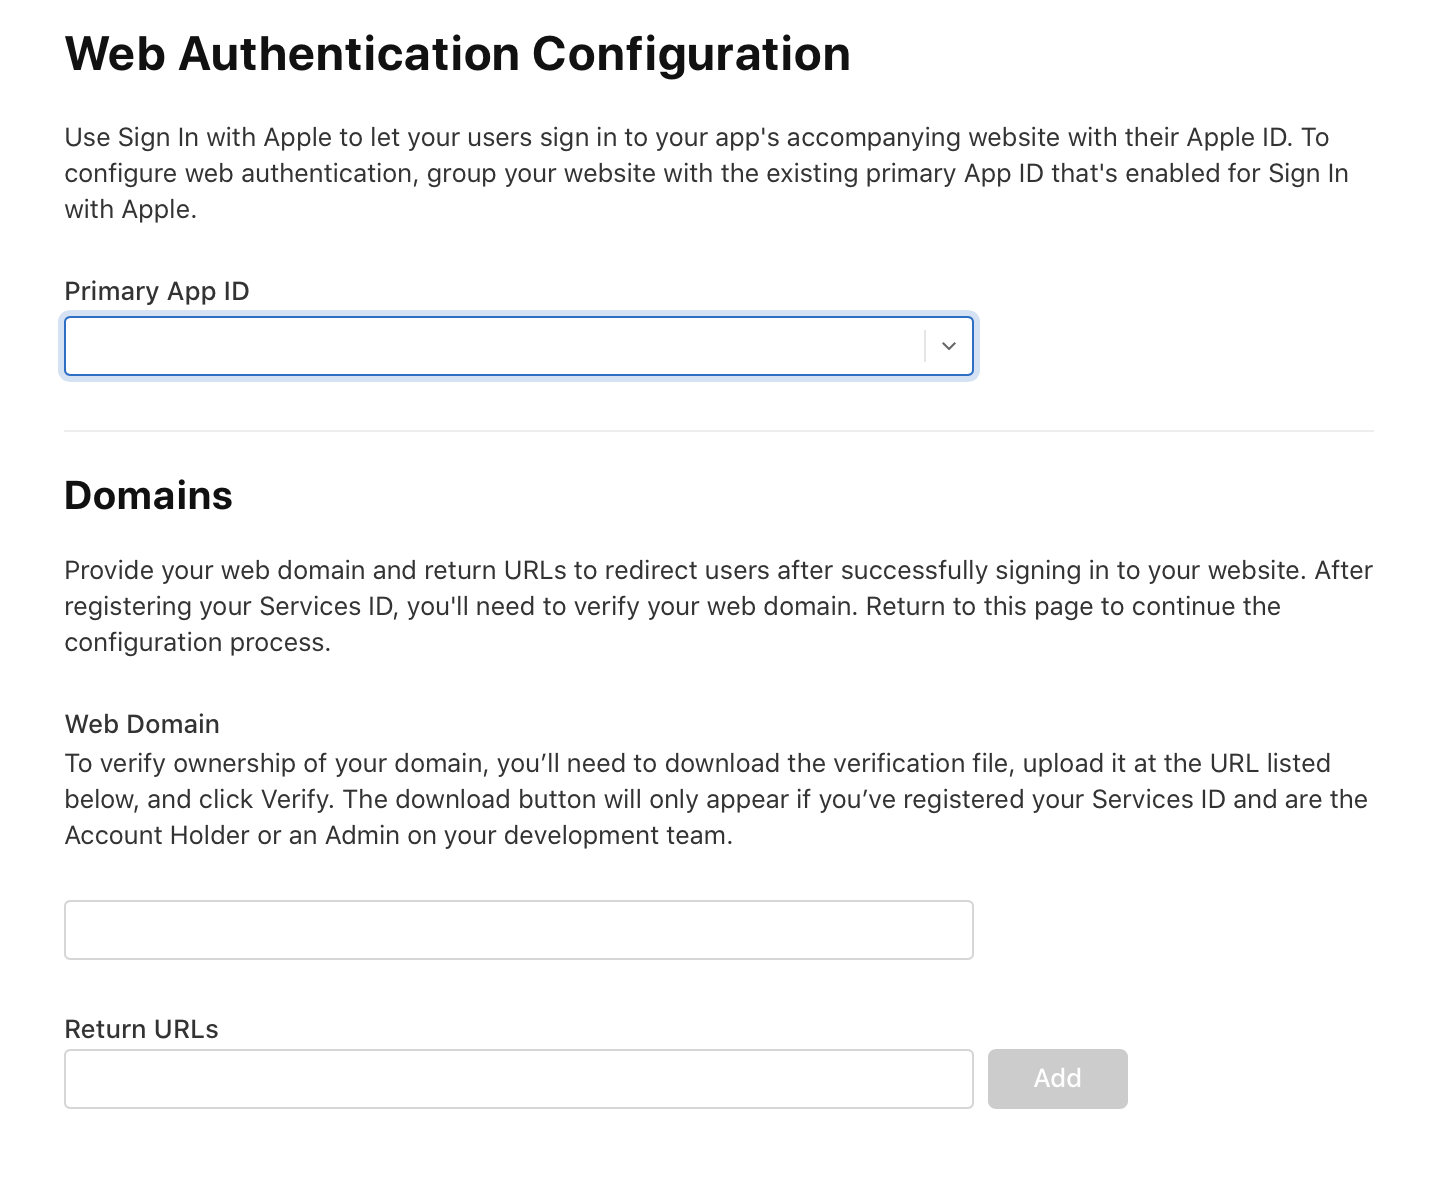 Web Authentication Configuration
Use Sign In with Apple to let your users sign in to your app's accompanying website with their Apple ID. To
configure web authentication, group your website with the existing primary App ID that's enabled for Sign In
with Apple.
Primary App ID
Domains
Provide your web domain and return URLs to redirect users after successfully signing in to your website. After
registering your Services ID, you'll need to verify your web domain. Return to this page to continue the
configuration process.
Web Domain
To verify ownership of your domain, you’ll need to download the verification file, upload it at the URL listed
below, and click Verify. The download button will only appear if you’ve registered your Services ID and are the
Account Holder or an Admin on your development team.
Return URLs
Add